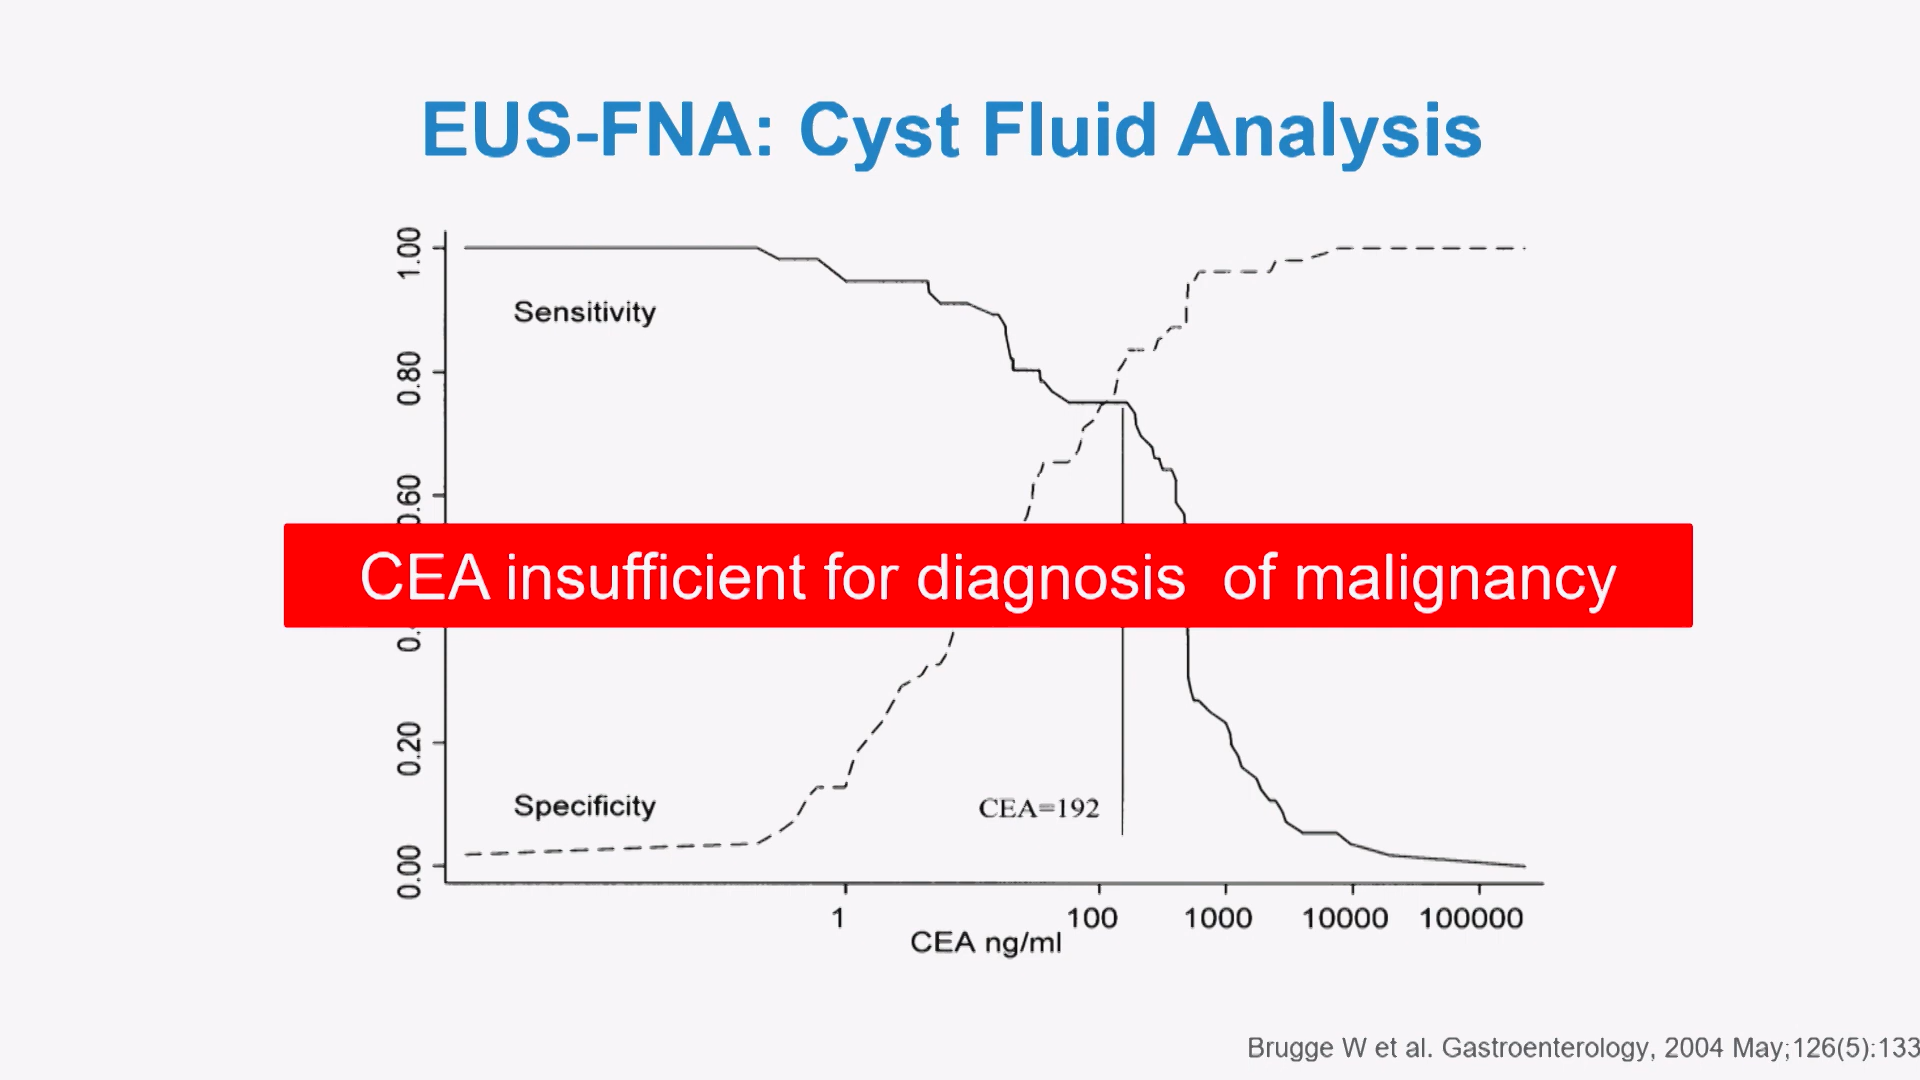 EUS-FNA: Cyst Fluid Analysis
1.00
Sensitivity
0.80
0.60
CEA insufficient for diagnosis of malignancy
0.20
Specificity
CEA=192
0.00
1 100 1000 10000 100000
CEA ng/ml
Brugge W et al. Gastroenterology, 2004 May;126(5):133